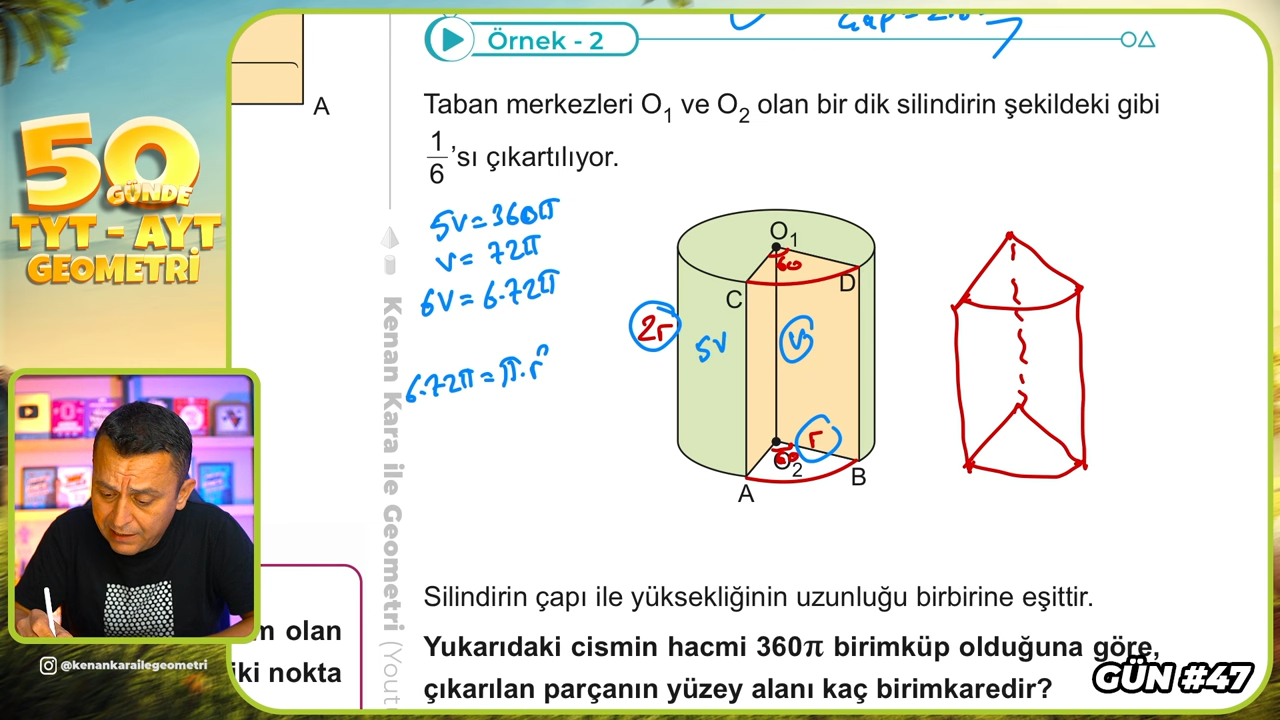 Örnek - 2
A
Taban merkezleri O₁ ve O₂ olan bir dik silindirin şekildeki gibi
1/6 'sı çıkartılıyor.
50
GÜNDE
TYT - AYT
GEOMETRİ
5V = 360π
V = 72π
6V = 6.72π
6.72π = π.r²
O₁
60
C
D
2r
5V
V
r
60
O₂
A
B
Kenan Kara ile Geometri (Yout
Silindirin çapı ile yüksekliğinin uzunluğu birbirine eşittir.
Yukarıdaki cismin hacmi 360π birimküp olduğuna göre,
çıkarılan parçanın yüzey alanı kaç birimkaredir?
m olan
iki nokta
@kenankarailegeometri
GÜN #47